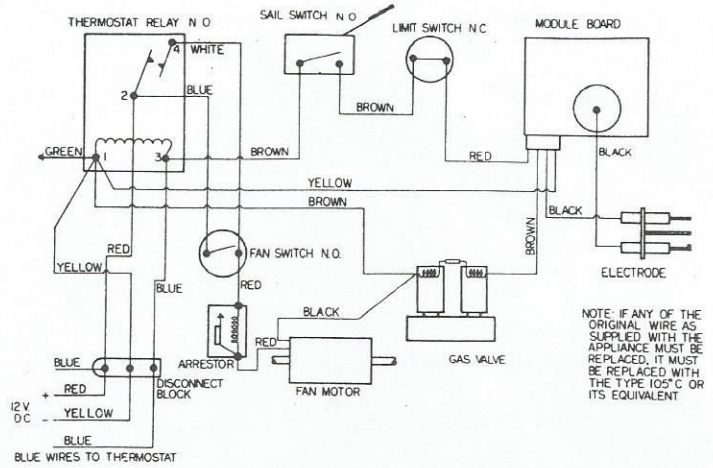 THERMOSTAT RELAY N O
SAIL SWITCH N O
LIMIT SWITCH N C
MODULE BOARD
4
WHITE
2
BLUE
BROWN
GREEN
1
3
BROWN
RED
BLACK
YELLOW
BROWN
BLACK
BROWN
RED
FAN SWITCH N.O.
YELLOW
BLUE
RED
ELECTRODE
BLACK
RED
ARRESTOR
GAS VALVE
BLUE
DISCONNECT
BLOCK
FAN MOTOR
+ RED
12 V
DC - YELLOW
BLUE
BLUE WIRES TO THERMOSTAT
NOTE: IF ANY OF THE
ORIGINAL WIRE AS
SUPPLIED WITH THE
APPLIANCE MUST BE
REPLACED, IT MUST
BE REPLACED WITH
THE TYPE 105°C OR
ITS EQUIVALENT